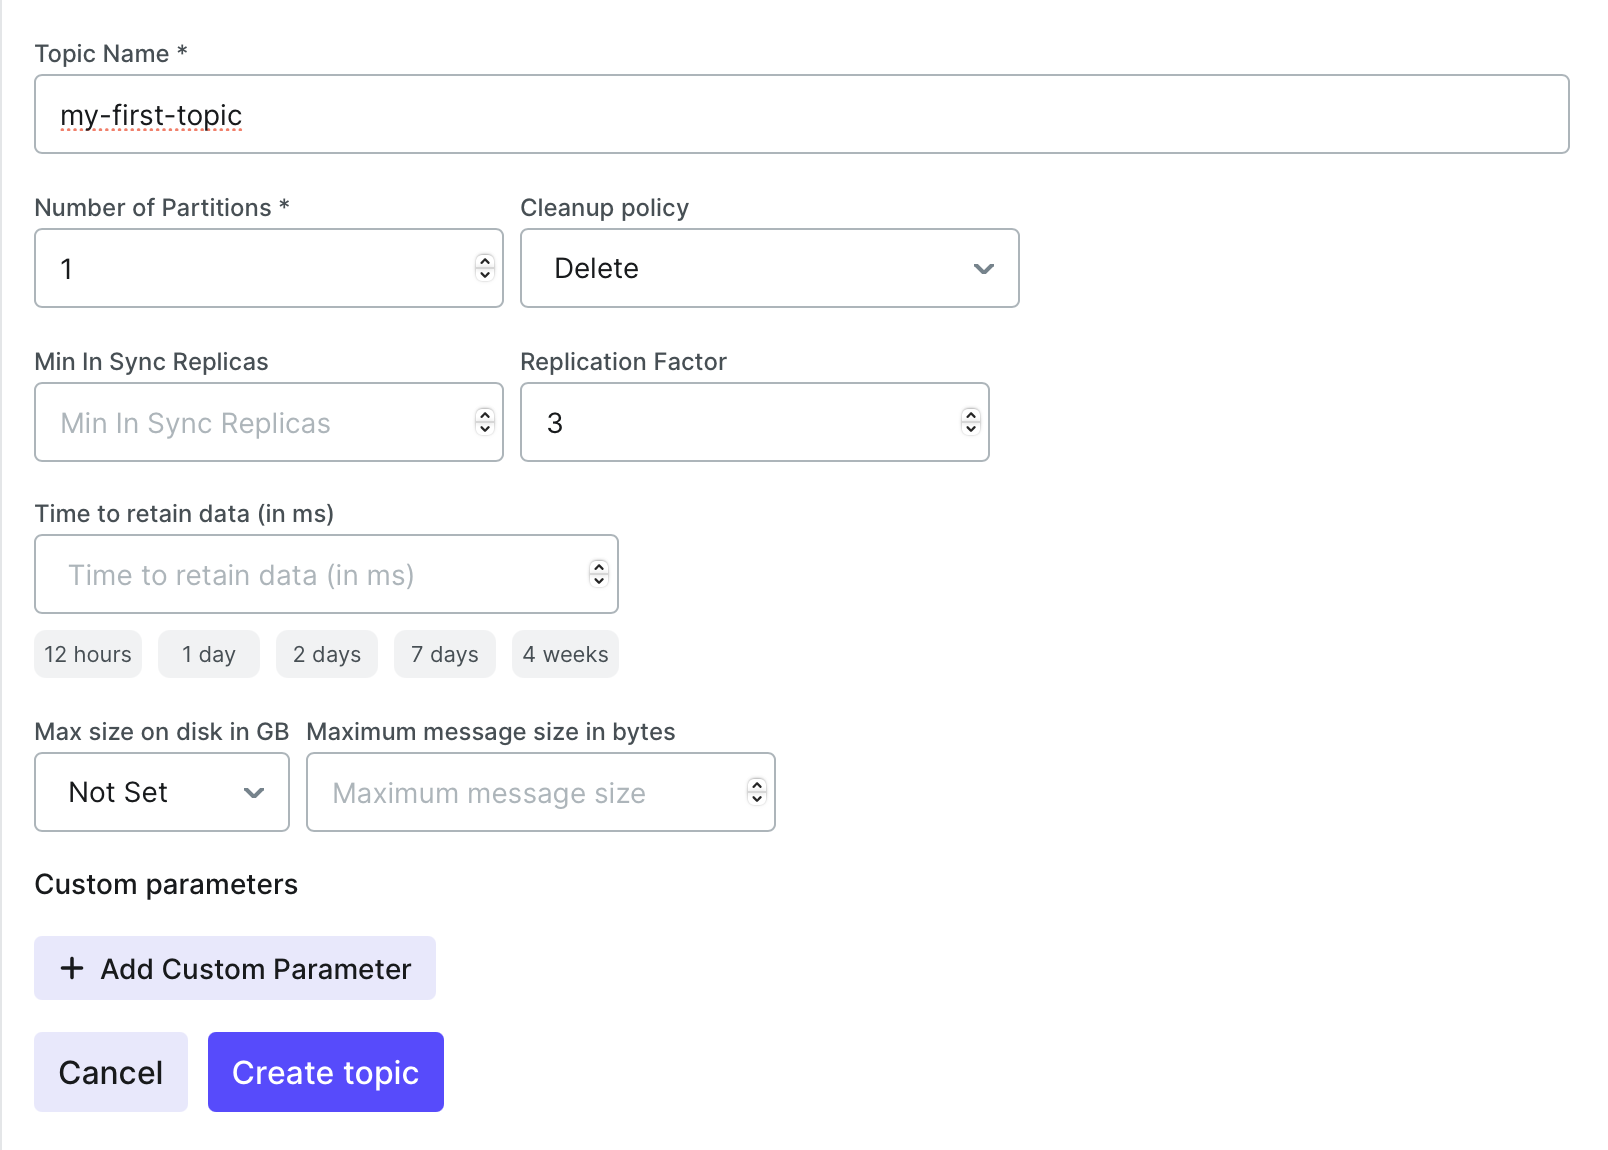 Topic Name *
my-first-topic
Number of Partitions * Cleanup policy
1 Delete
Min In Sync Replicas Replication Factor
Min In Sync Replicas 3
Time to retain data (in ms)
Time to retain data (in ms)
12 hours 1 day 2 days 7 days 4 weeks
Max size on disk in GB Maximum message size in bytes
Not Set Maximum message size
Custom parameters
+ Add Custom Parameter
Cancel Create topic